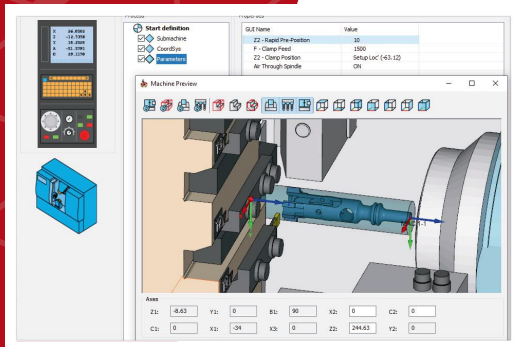 Process
Properties
Start definition
Submachine
CoordSys
Parameters
GUI Name Value
Z2 - Rapid Pre-Position 10
F - Clamp Feed 1500
Z2 - Clamp Position Setup Loc' (-63.12)
Air Through Spindle ON
Machine Preview
Axes
Z1: -8.63 Y1: 0 B1: 90 X2: 0 C2: 0
C1: 0 X1: -34 X3: 0 Z2: 244.63 Y2: 0